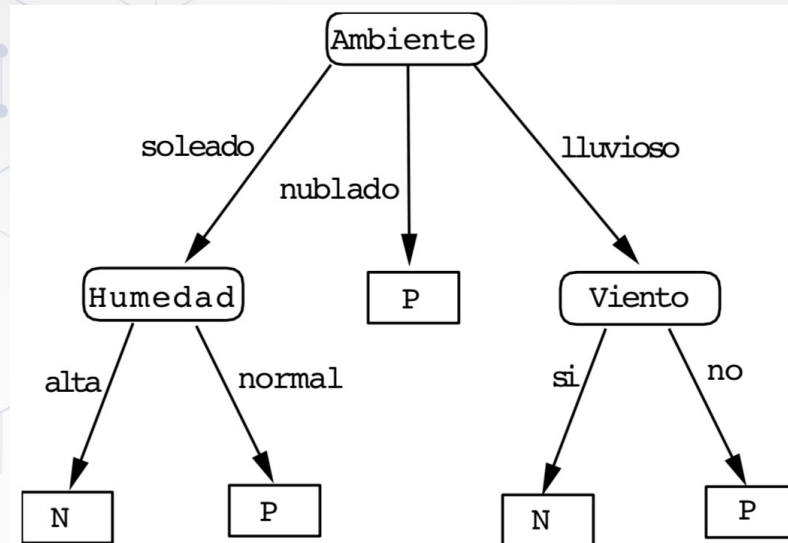 Ambiente
soleado
nublado
lluvioso
Humedad
P
Viento
alta
normal
si
no
N
P
N
P